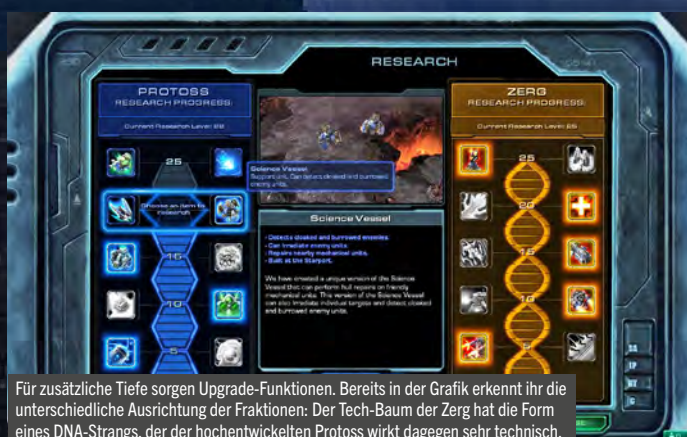 RESEARCH
PROTOSS
RESEARCH PROGRESS:
Current Research Level: 22
25
Choose an item to
research
15
10
5
Science Vessel
Support unit. Can detect cloaked and burrowed
enemy units.
Science Vessel
- Detects cloaked and burrowed enemies.
- Can irradiate enemy units.
- Repairs nearby mechanical units.
- Built at the Starport.
We have created a unique version of the Science
Vessel that can perform hull repairs on friendly
mechanical units. This version of the Science Vessel
can also irradiate individual targets and detect cloaked
and burrowed enemy units.
ZERG
RESEARCH PROGRESS:
Current Research Level: 25
25
20
15
10
5
Für zusätzliche Tiefe sorgen Upgrade-Funktionen. Bereits in der Grafik erkennt ihr die
unterschiedliche Ausrichtung der Fraktionen: Der Tech-Baum der Zerg hat die Form
eines DNA-Strangs, der der hochentwickelten Protoss wirkt dagegen sehr technisch.